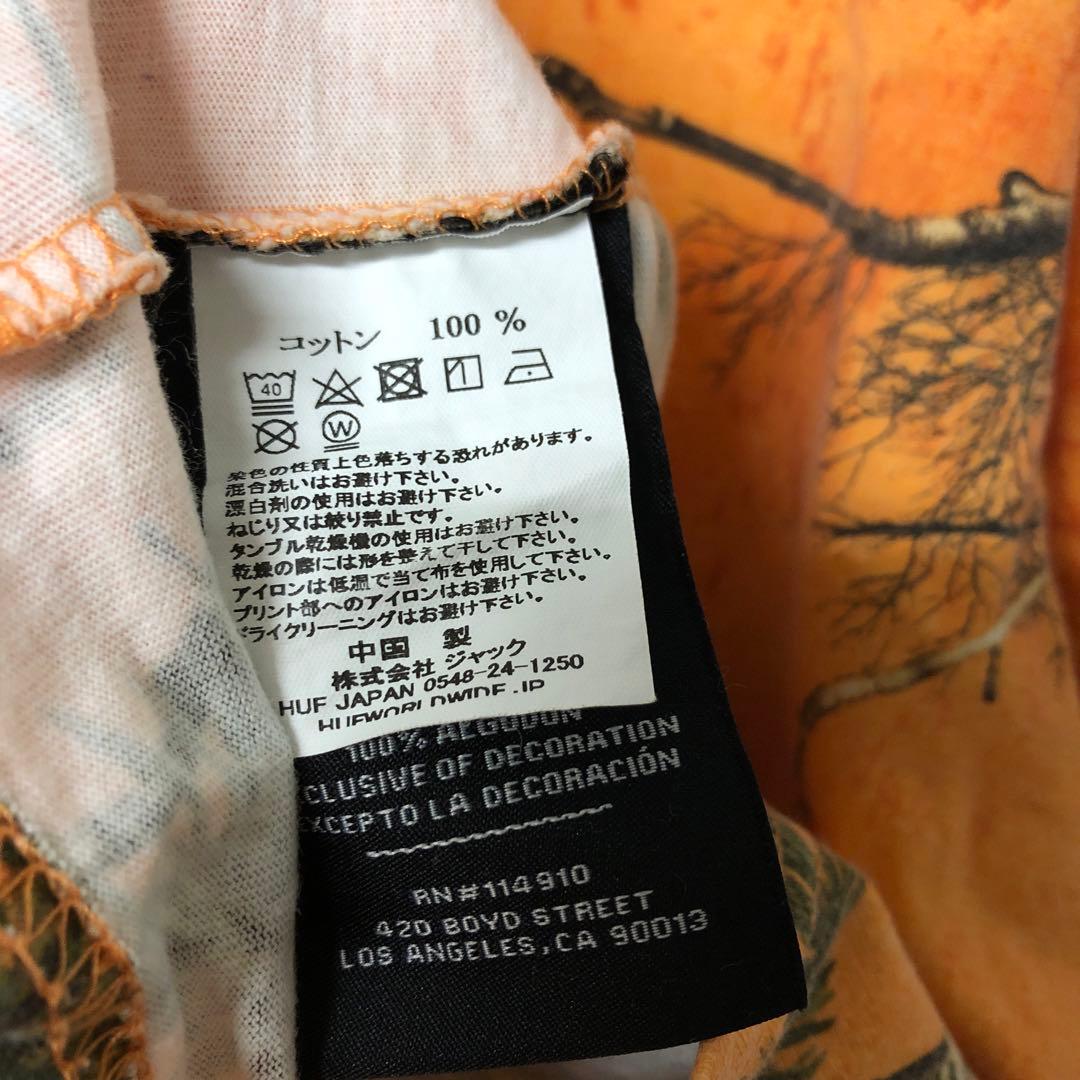 コットン 100 %
40
W
染色の性質上色落ちする恐れがあります。
混合洗いはお避け下さい。
漂白剤の使用はお避け下さい。
ねじり又は絞り禁止です。
タンブル乾燥機の使用はお避け下さい。
乾燥の際には形を整えて干して下さい。
アイロンは低温で当て布を使用して下さい。
プリント部へのアイロンはお避け下さい。
ドライクリーニングはお避け下さい。
中国 製
株式会社 ジャック
HUF JAPAN 0548-24-1250
HUFWORLDWIDE.JP
100% ALGODON
CLUSIVE OF DECORATION
XCEPTO LA DECORACIÓN
RN#114910
420 BOYD STREET
LOS ANGELES, CA 90013